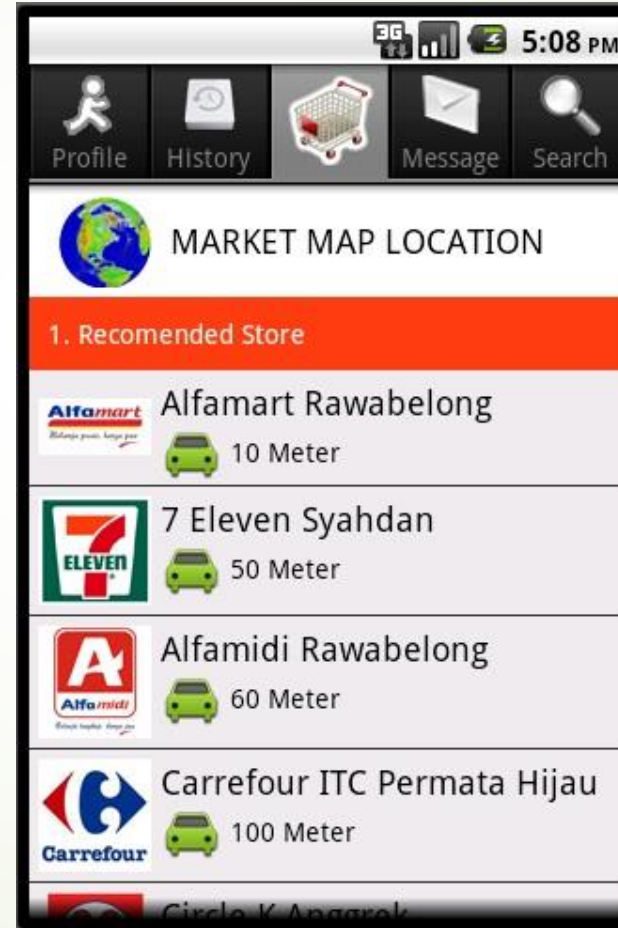 3G 5:08 PM
Profile History Message Search
MARKET MAP LOCATION
1. Recomended Store
Alfamart
Alfamart Rawabelong
10 Meter
7 ELEVEN
7 Eleven Syahdan
50 Meter
Alfamidi
Alfamidi Rawabelong
60 Meter
Carrefour
Carrefour ITC Permata Hijau
100 Meter
Circle K Anggrek